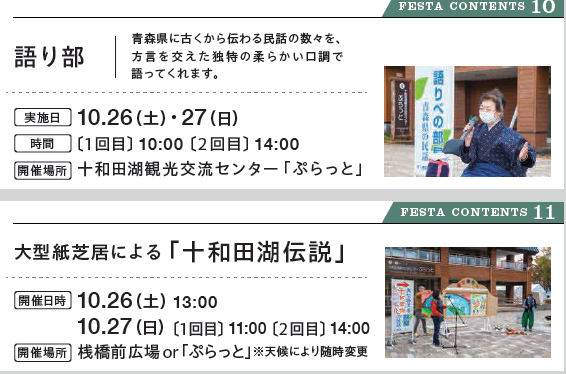 FESTA CONTENTS 10
語り部
青森県に古くから伝わる民話の数々を、
方言を交えた独特の柔らかい口調で
語ってくれます。
実施日 10.26（土）・27（日）
時間 〔1回目〕10:00〔2回目〕14:00
開催場所 十和田湖観光交流センター「ぷらっと」
語りべの部屋
青森県の民話
FESTA CONTENTS 11
大型紙芝居による「十和田湖伝説」
開催日時 10.26（土） 13:00
10.27（日）〔1回目〕11:00〔2回目〕14:00
開催場所 桟橋前広場or「ぷらっと」※天候により随時変更